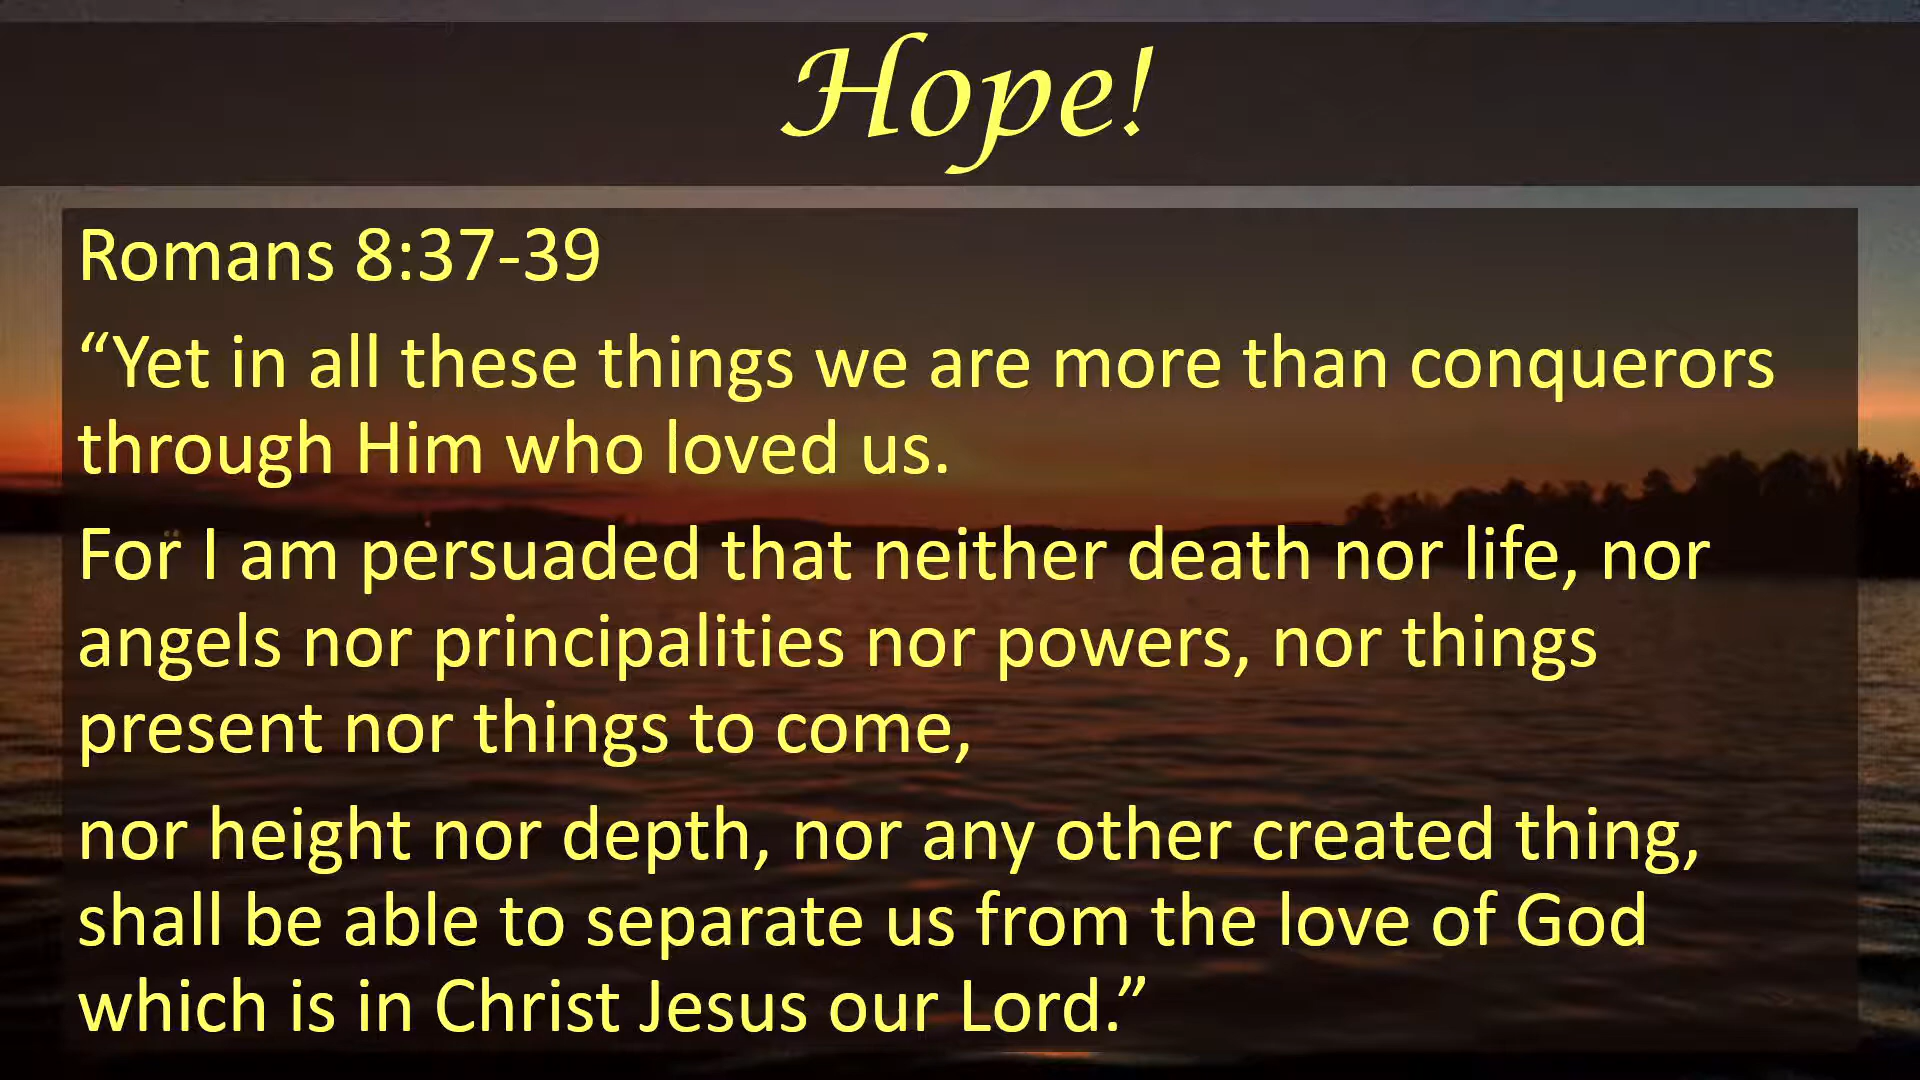 Hope!
Romans 8:37-39
“Yet in all these things we are more than conquerors
through Him who loved us.
For I am persuaded that neither death nor life, nor
angels nor principalities nor powers, nor things
present nor things to come,
nor height nor depth, nor any other created thing,
shall be able to separate us from the love of God
which is in Christ Jesus our Lord.”